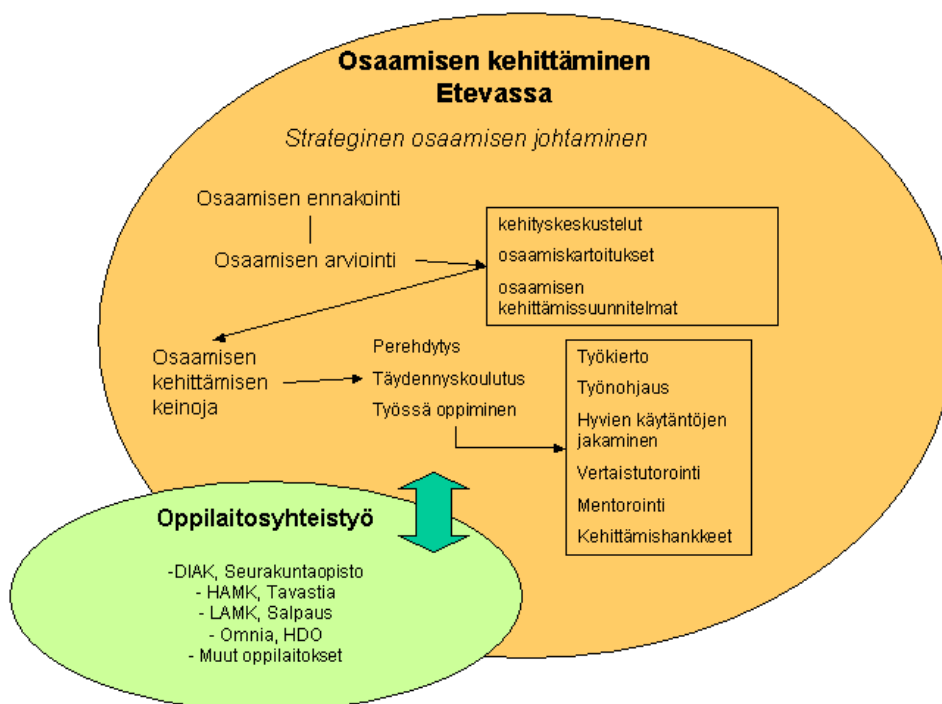 Osaamisen kehittäminen
Etevassa
Strateginen osaamisen johtaminen
Osaamisen ennakointi
Osaamisen arviointi
kehityskeskustelut
osaamiskartoitukset
osaamisen
kehittämissuunnitelmat
Osaamisen
kehittämisen
keinoja
Perehdytys
Täydennyskoulutus
Työssä oppiminen
Työkierto
Työnohjaus
Hyvien käytäntöjen
jakaminen
Vertaistutorointi
Mentorointi
Kehittämishankkeet
Oppilaitosyhteistyö
-DIAK, Seurakuntaopisto
- HAMK, Tavastia
- LAMK, Salpaus
- Omnia, HDO
- Muut oppilaitokset